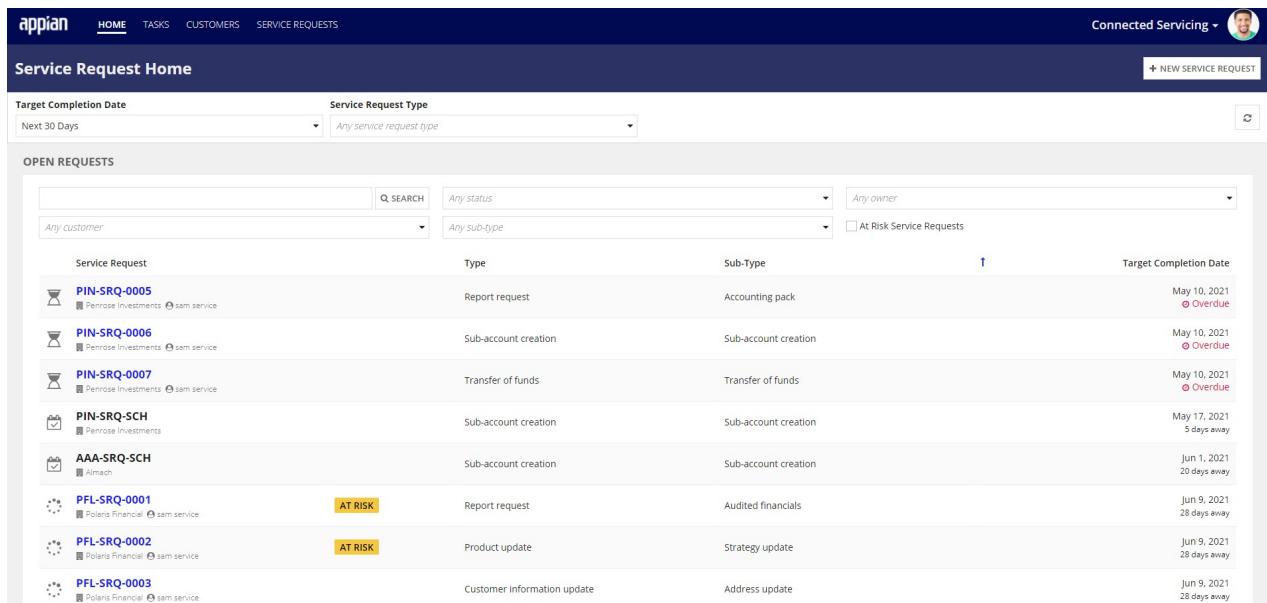 appian HOME TASKS CUSTOMERS SERVICE REQUESTS Connected Servicing
Service Request Home + NEW SERVICE REQUEST
Target Completion Date Service Request Type
Next 30 Days Any service request type
OPEN REQUESTS
SEARCH Any status Any owner
Any customer Any sub-type At Risk Service Requests
Service Request Type Sub-Type ↑ Target Completion Date
PIN-SRQ-0005 Report request Accounting pack May 10, 2021
Penrose Investments sam service Overdue
PIN-SRQ-0006 Sub-account creation Sub-account creation May 10, 2021
Penrose Investments sam service Overdue
PIN-SRQ-0007 Transfer of funds Transfer of funds May 10, 2021
Penrose Investments sam service Overdue
PIN-SRQ-SCH Sub-account creation Sub-account creation May 17, 2021
Penrose Investments 5 days away
AAA-SRQ-SCH Sub-account creation Sub-account creation Jun 1, 2021
Almach 20 days away
PFL-SRQ-0001 AT RISK Report request Audited financials Jun 9, 2021
Polaris Financial sam service 28 days away
PFL-SRQ-0002 AT RISK Product update Strategy update Jun 9, 2021
Polaris Financial sam service 28 days away
PFL-SRQ-0003 Customer information update Address update Jun 9, 2021
Polaris Financial sam service 28 days away